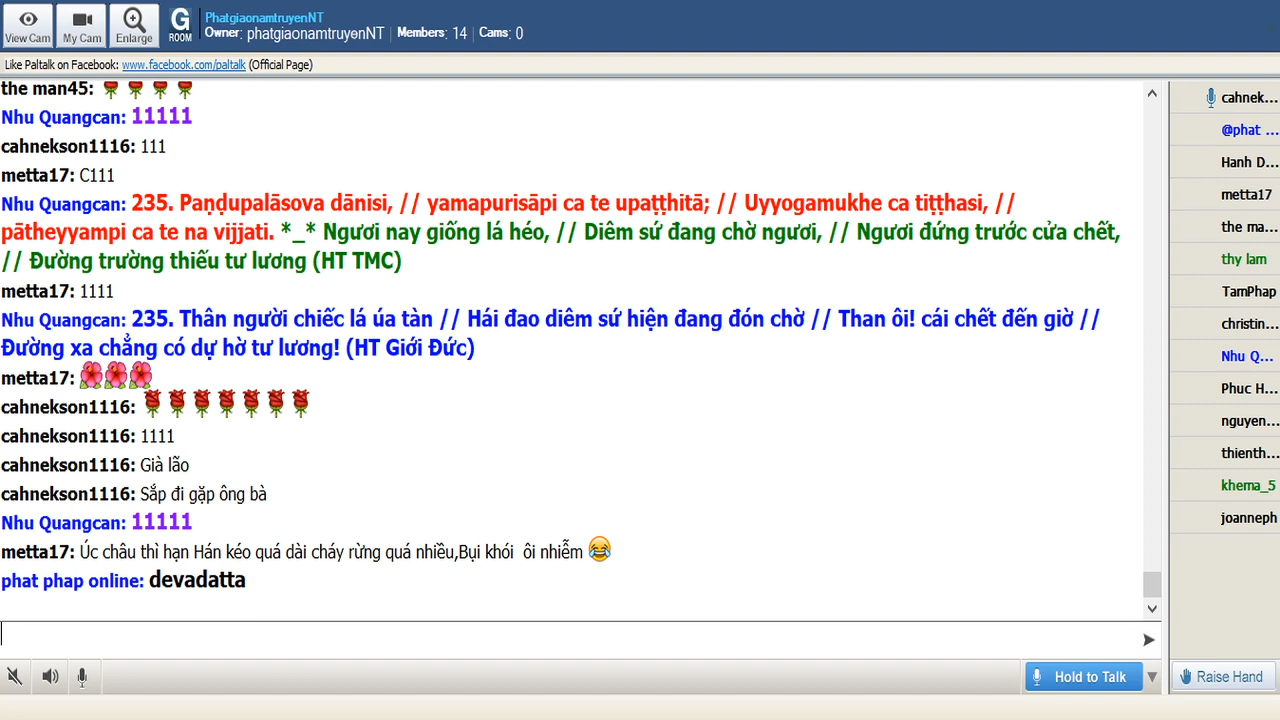 View Cam
My Cam
Enlarge
G
ROOM
PhatgiaonamtruyenNT
Owner: phatgiaonamtruyenNT | Members: 14 | Cams: 0
Like Paltalk on Facebook: www.facebook.com/paltalk (Official Page)
the man45:
Nhu Quangcan: 11111
cahnekson1116: 111
metta17: C111
Nhu Quangcan: 235. Paṇḍupalāsova dānisi, // yamapurisāpi ca te upaṭṭhitā; // Uyyogamukhe ca tiṭṭhasi, //
pātheyyampi ca te na vijjati. *_* Ngươi nay giống lá héo, // Diêm sứ đang chờ ngươi, // Ngươi đứng trước cửa chết,
// Đường trường thiếu tư lương (HT TMC)
metta17: 1111
Nhu Quangcan: 235. Thân người chiếc lá úa tàn // Hái đao diêm sứ hiện đang đón chờ // Than ôi! cái chết đến giờ //
Đường xa chẳng có dự hờ tư lương! (HT Giới Đức)
metta17:
cahnekson1116:
cahnekson1116: 1111
cahnekson1116: Già lão
cahnekson1116: Sắp đi gặp ông bà
Nhu Quangcan: 11111
metta17: Úc châu thì hạn Hán kéo quá dài cháy rừng quá nhiều,Bụi khói ôi nhiễm
phat phap online: devadatta
cahnek...
@phat ...
Hanh D...
metta17
the ma...
thy lam
TamPhap
christin...
Nhu Q...
Phuc H...
nguyen...
thienth...
khema_5
joanneph
Hold to Talk
Raise Hand